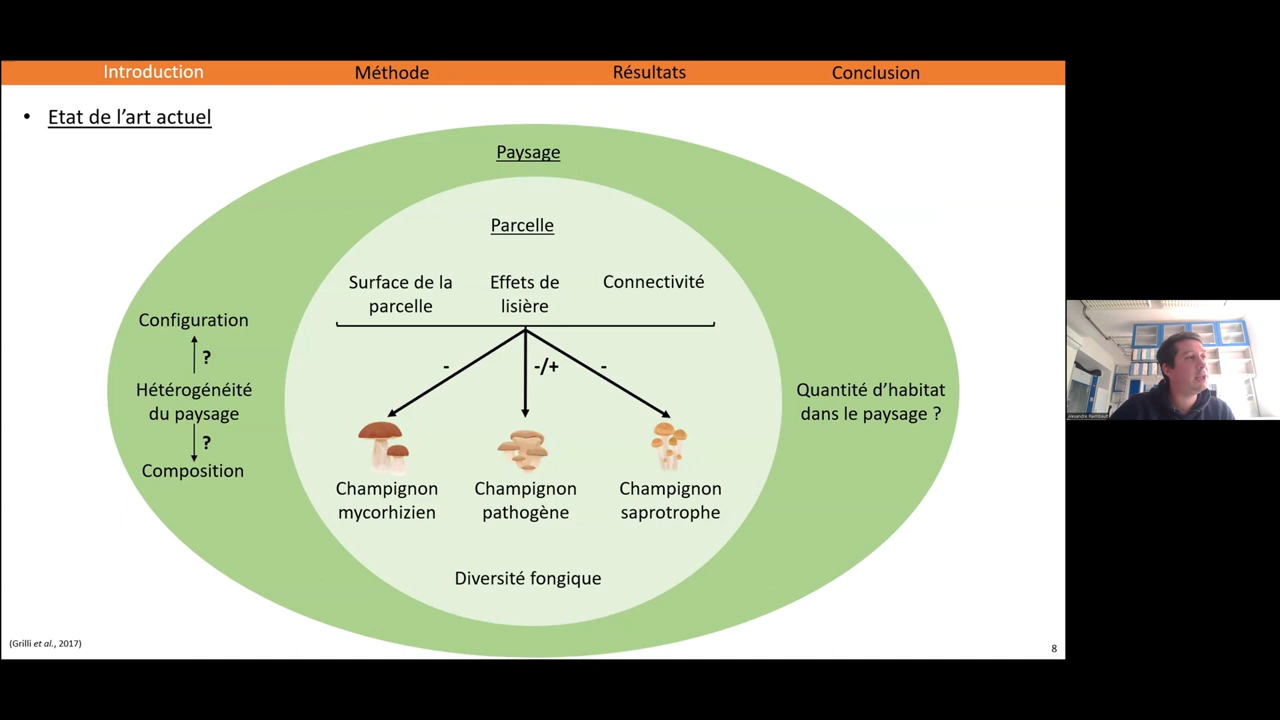 Introduction
Méthode
Résultats
Conclusion
• Etat de l’art actuel
Paysage
Parcelle
Surface de la
parcelle
Effets de
lisière
Connectivité
-
-/+
-
Configuration
?
Hétérogénéité
du paysage
?
Composition
Quantité d’habitat
dans le paysage ?
Champignon
mycorhizien
Champignon
pathogène
Champignon
saprotrophe
Diversité fongique
(Grilli et al., 2017)
8